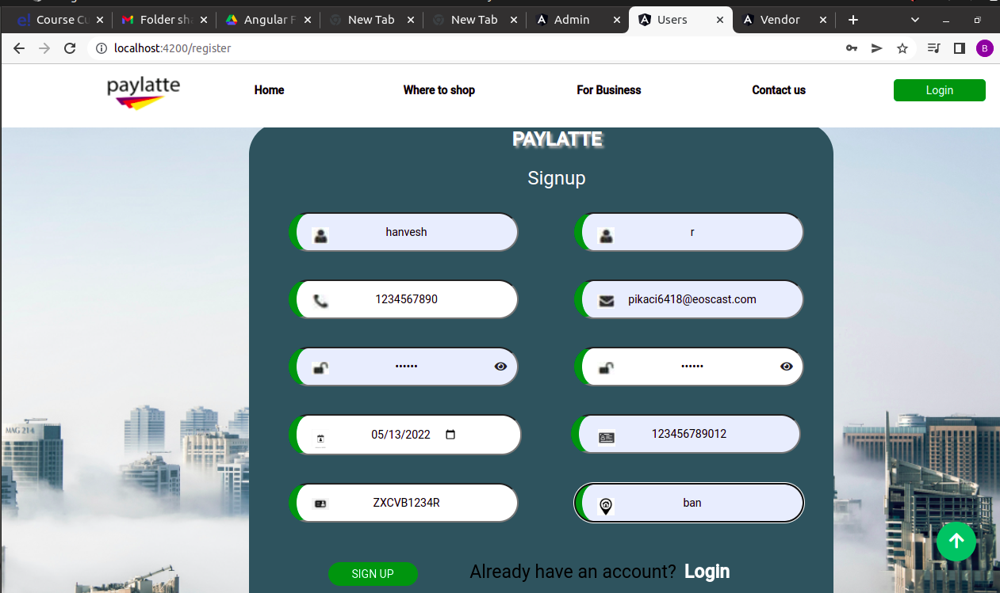 Course Cu
Folder sha
Angular F
New Tab
New Tab
Admin
Users
Vendor
localhost:4200/register
B
paylatte
Home
Where to shop
For Business
Contact us
Login
PAYLATTE
Signup
hanvesh
r
1234567890
pikaci6418@eoscast.com
••••••
••••••
05/13/2022
123456789012
ZXCVB1234R
ban
MAG 214
SIGN UP
Already have an account? Login